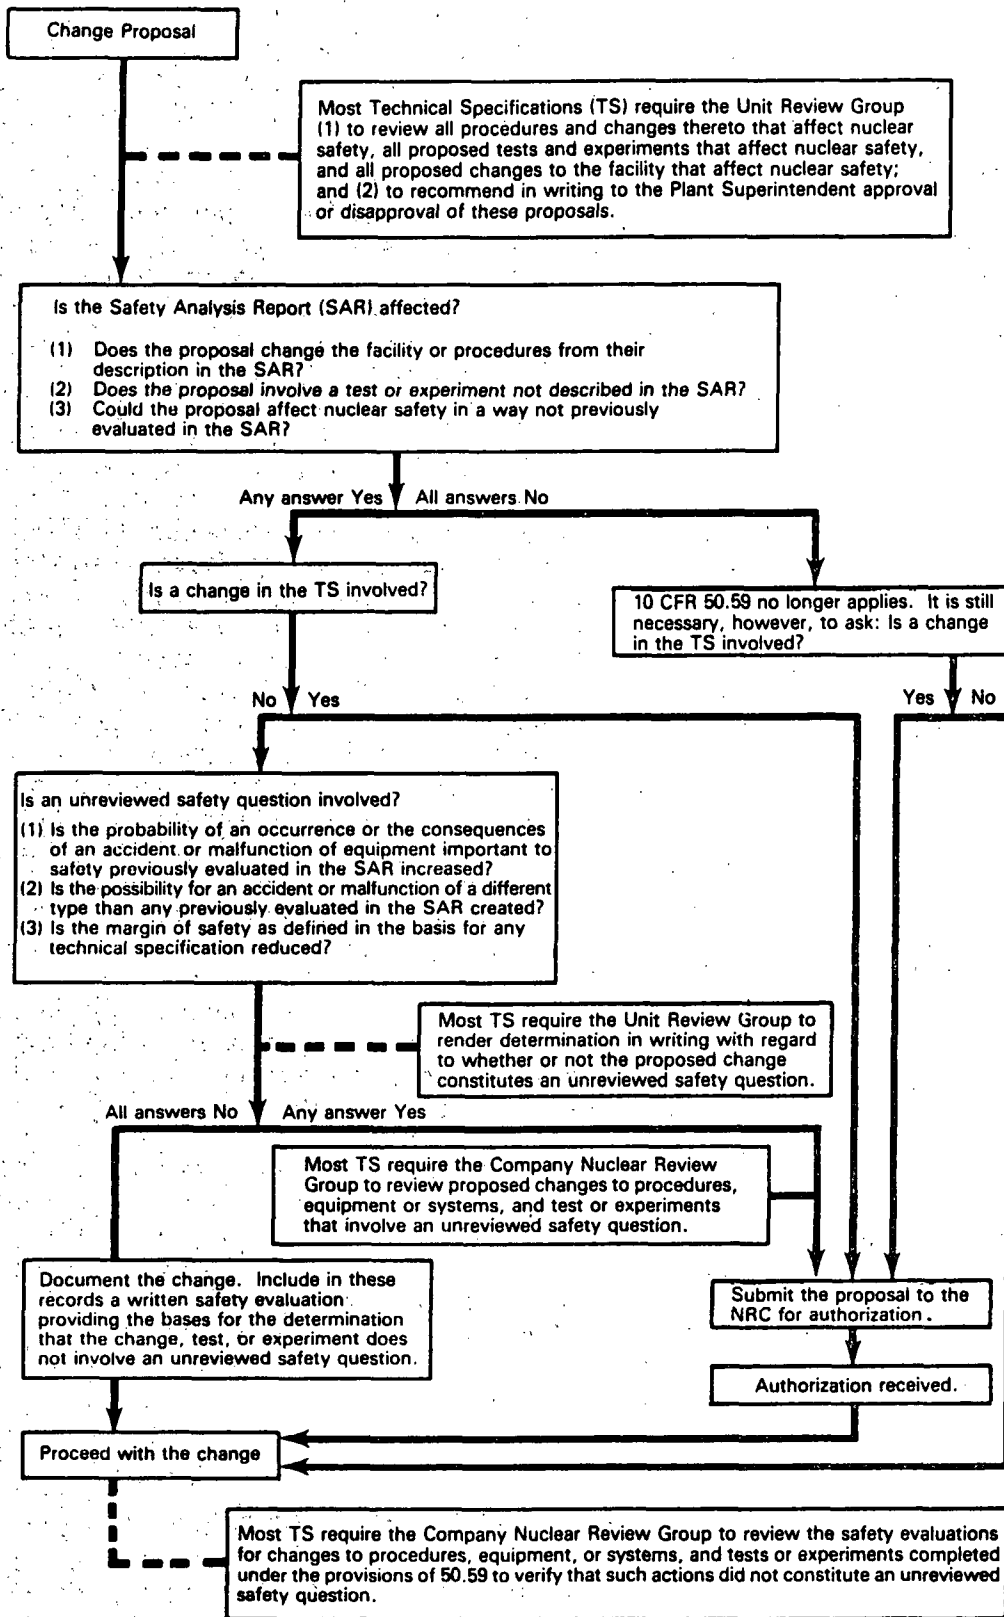 Change Proposal
Most Technical Specifications (TS) require the Unit Review Group
(1) to review all procedures and changes thereto that affect nuclear
safety, all proposed tests and experiments that affect nuclear safety,
and all proposed changes to the facility that affect nuclear safety;
and (2) to recommend in writing to the Plant Superintendent approval
or disapproval of these proposals.
Is the Safety Analysis Report (SAR) affected?
(1) Does the proposal change the facility or procedures from their
description in the SAR?
(2) Does the proposal involve a test or experiment not described in the SAR?
(3) Could the proposal affect nuclear safety in a way not previously
evaluated in the SAR?
Any answer Yes All answers No
Is a change in the TS involved?
10 CFR 50.59 no longer applies. It is still
necessary, however, to ask: Is a change
in the TS involved?
No Yes
Yes No
Is an unreviewed safety question involved?
(1) Is the probability of an occurrence or the consequences
of an accident or malfunction of equipment important to
safety previously evaluated in the SAR increased?
(2) Is the possibility for an accident or malfunction of a different
type than any previously evaluated in the SAR created?
(3) Is the margin of safety as defined in the basis for any
technical specification reduced?
Most TS require the Unit Review Group to
render determination in writing with regard
to whether or not the proposed change
constitutes an unreviewed safety question.
All answers No Any answer Yes
Most TS require the Company Nuclear Review
Group to review proposed changes to procedures,
equipment or systems, and test or experiments
that involve an unreviewed safety question.
Document the change. Include in these
records a written safety evaluation
providing the bases for the determination
that the change, test, or experiment does
not involve an unreviewed safety question.
Submit the proposal to the
NRC for authorization.
Authorization received.
Proceed with the change
Most TS require the Company Nuclear Review Group to review the safety evaluations
for changes to procedures, equipment, or systems, and tests or experiments completed
under the provisions of 50.59 to verify that such actions did not constitute an unreviewed
safety question.